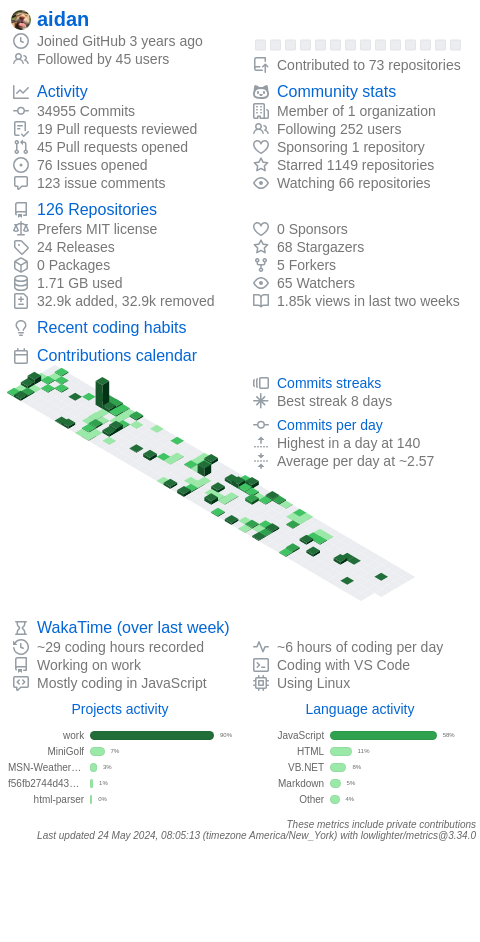 aidan
Joined GitHub 3 years ago
Followed by 45 users
Contributed to 73 repositories
Activity
34955 Commits
19 Pull requests reviewed
45 Pull requests opened
76 Issues opened
123 issue comments
Community stats
Member of 1 organization
Following 252 users
Sponsoring 1 repository
Starred 1149 repositories
Watching 66 repositories
126 Repositories
Prefers MIT license
24 Releases
0 Packages
1.71 GB used
32.9k added, 32.9k removed
0 Sponsors
68 Stargazers
5 Forkers
65 Watchers
1.85k views in last two weeks
Recent coding habits
Contributions calendar
Commits streaks
Best streak 8 days
Commits per day
Highest in a day at 140
Average per day at ~2.57
WakaTime (over last week)
~29 coding hours recorded
Working on work
Mostly coding in JavaScript
~6 hours of coding per day
Coding with VS Code
Using Linux
Projects activity
work 90%
MiniGolf 7%
MSN-Weather… 3%
f56fb2744d43… 1%
html-parser 0%
Language activity
JavaScript 58%
HTML 11%
VB.NET 8%
Markdown 5%
Other 4%
These metrics include private contributions
Last updated 24 May 2024, 08:05:13 (timezone America/New_York) with lowlighter/metrics@3.34.0